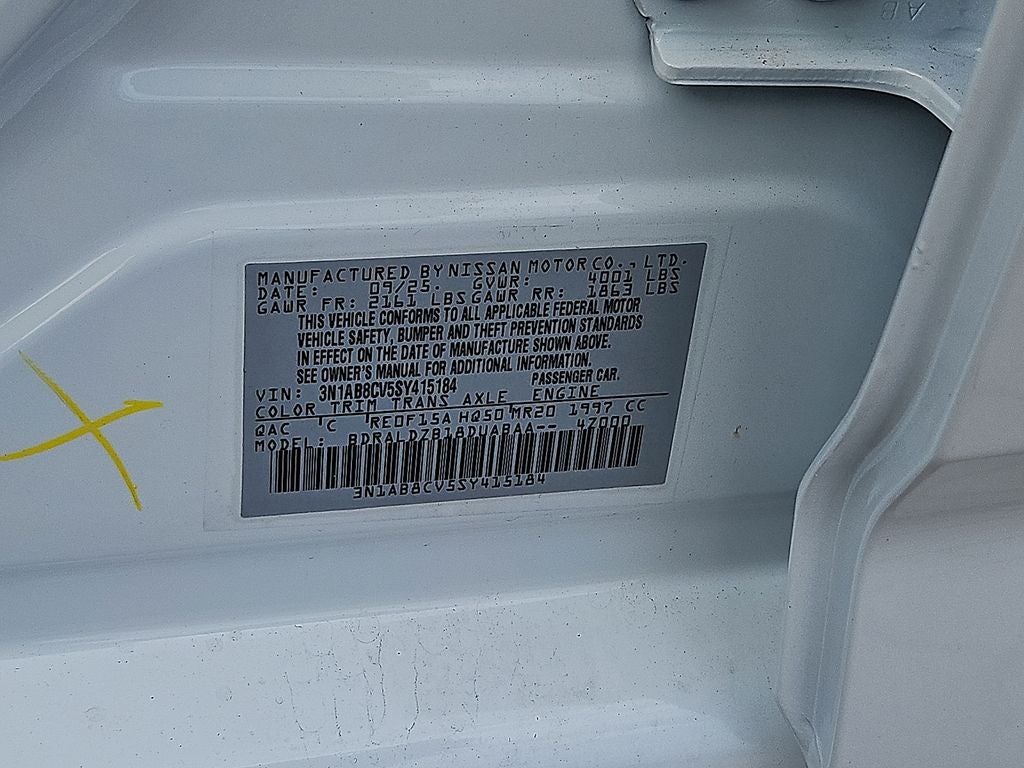 MANUFACTURED BY NISSAN MOTOR CO., LTD.
DATE: 09/25. GVWR: 4001 LBS
GAWR FR: 2161 LBS GAWR RR: 1863 LBS
THIS VEHICLE CONFORMS TO ALL APPLICABLE FEDERAL MOTOR
VEHICLE SAFETY, BUMPER AND THEFT PREVENTION STANDARDS
IN EFFECT ON THE DATE OF MANUFACTURE SHOWN ABOVE.
SEE OWNER'S MANUAL FOR ADDITIONAL INFORMATION.
VIN: 3N1AB8CV5SY415184 PASSENGER CAR.
COLOR TRIM TRANS AXLE ENGINE
QAC C RE0F15A HQ50 MR20 1997 CC
MODEL: BDRALDZB18DUABAA-- 42000
3N1AB8CV5SY415184